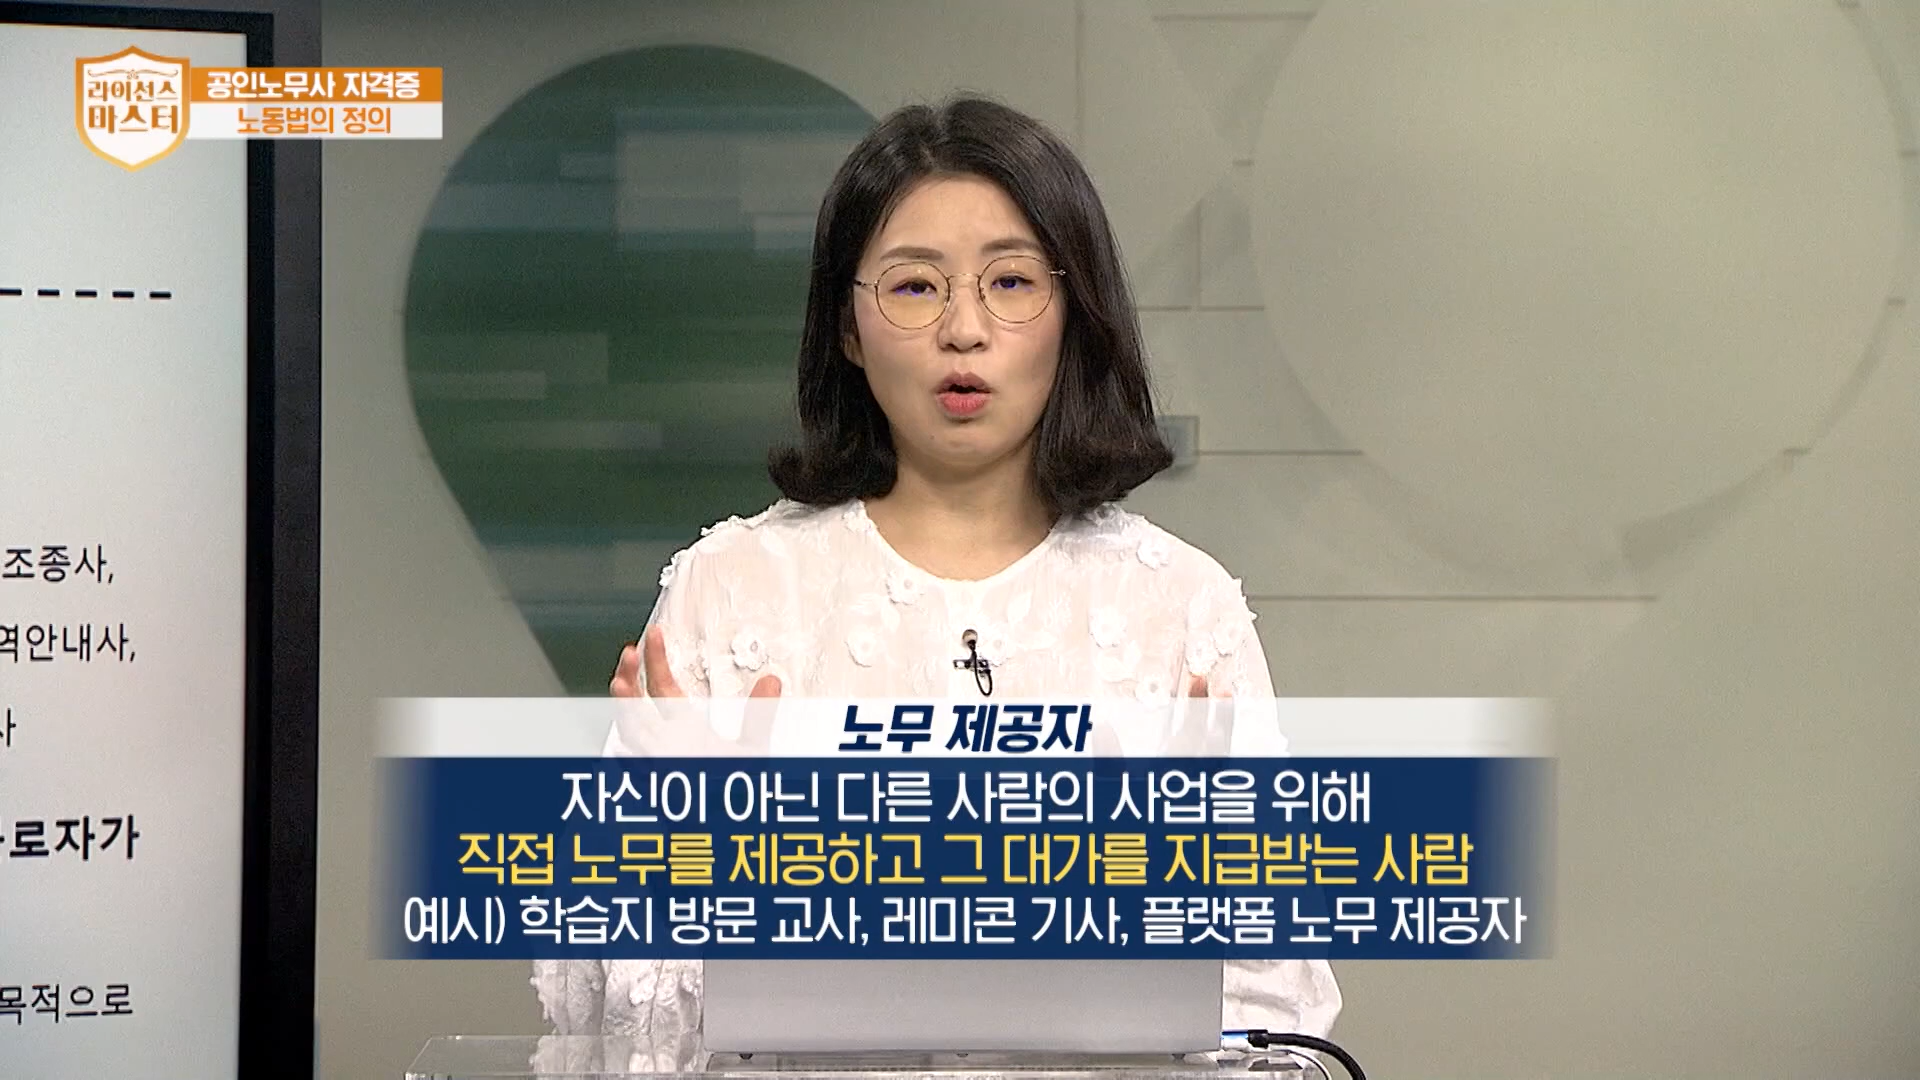 라이선스
마스터
공인노무사 자격증
노동법의 정의
조종사,
역안내사,
사
로자가
목적으로
노무 제공자
자신이 아닌 다른 사람의 사업을 위해
직접 노무를 제공하고 그 대가를 지급받는 사람
예시) 학습지 방문 교사, 레미콘 기사, 플랫폼 노무 제공자